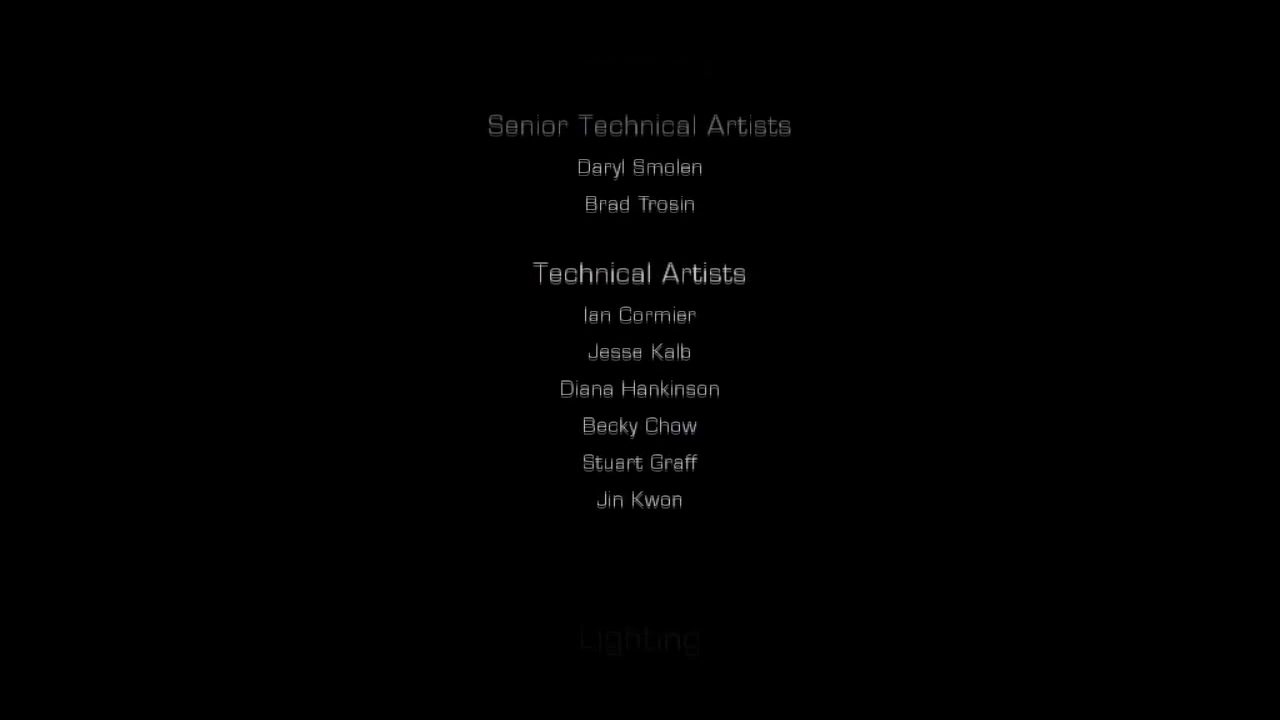 Senior Technical Artists
Daryl Smolen
Brad Trosin
Technical Artists
Ian Cormier
Jesse Kalb
Diana Hankinson
Becky Chow
Stuart Graff
Jin Kwon
Lighting